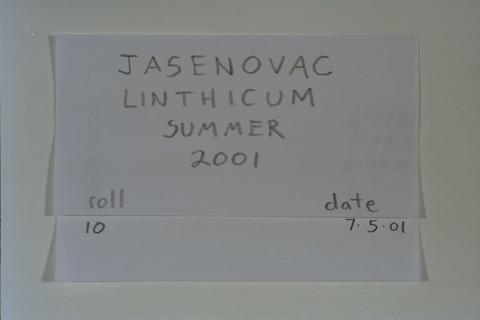 JASENOVAC
LINTHICUM
SUMMER
2001
roll date
10 7.5.01